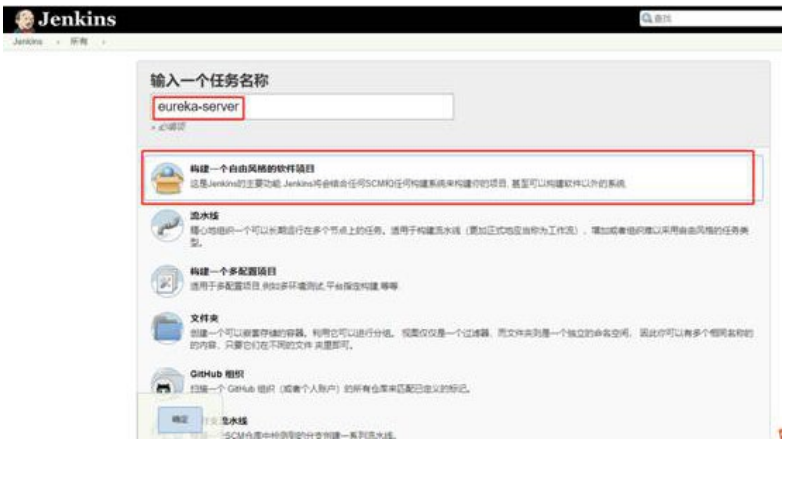 Jenkins
查找
Jenkins › 所有 ›
输入一个任务名称
eureka-server
» 必填项
构建一个自由风格的软件项目
这是Jenkins的主要功能.Jenkins将会结合任何SCM和任何构建系统来构建你的项目, 甚至可以构建软件以外的系统.
流水线
精心地组织一个可以长期运行在多个节点上的任务。适用于构建流水线（更加正式地应当称为工作流），增加或者组织难以采用自由风格的任务类
型。
构建一个多配置项目
适用于多配置项目,例如多环境测试,平台指定构建,等等.
文件夹
创建一个可以嵌套存储的容器。利用它可以进行分组。 视图仅仅是一个过滤器，而文件夹则是一个独立的命名空间， 因此你可以有多个相同名称的
的内容，只要它们在不同的文件 夹里即可。
GitHub 组织
扫描一个 GitHub 组织（或者个人账户）的所有仓库来匹配已定义的标记。
确定
流水线
SCM仓库中检测到的分支创建一系列流水线。